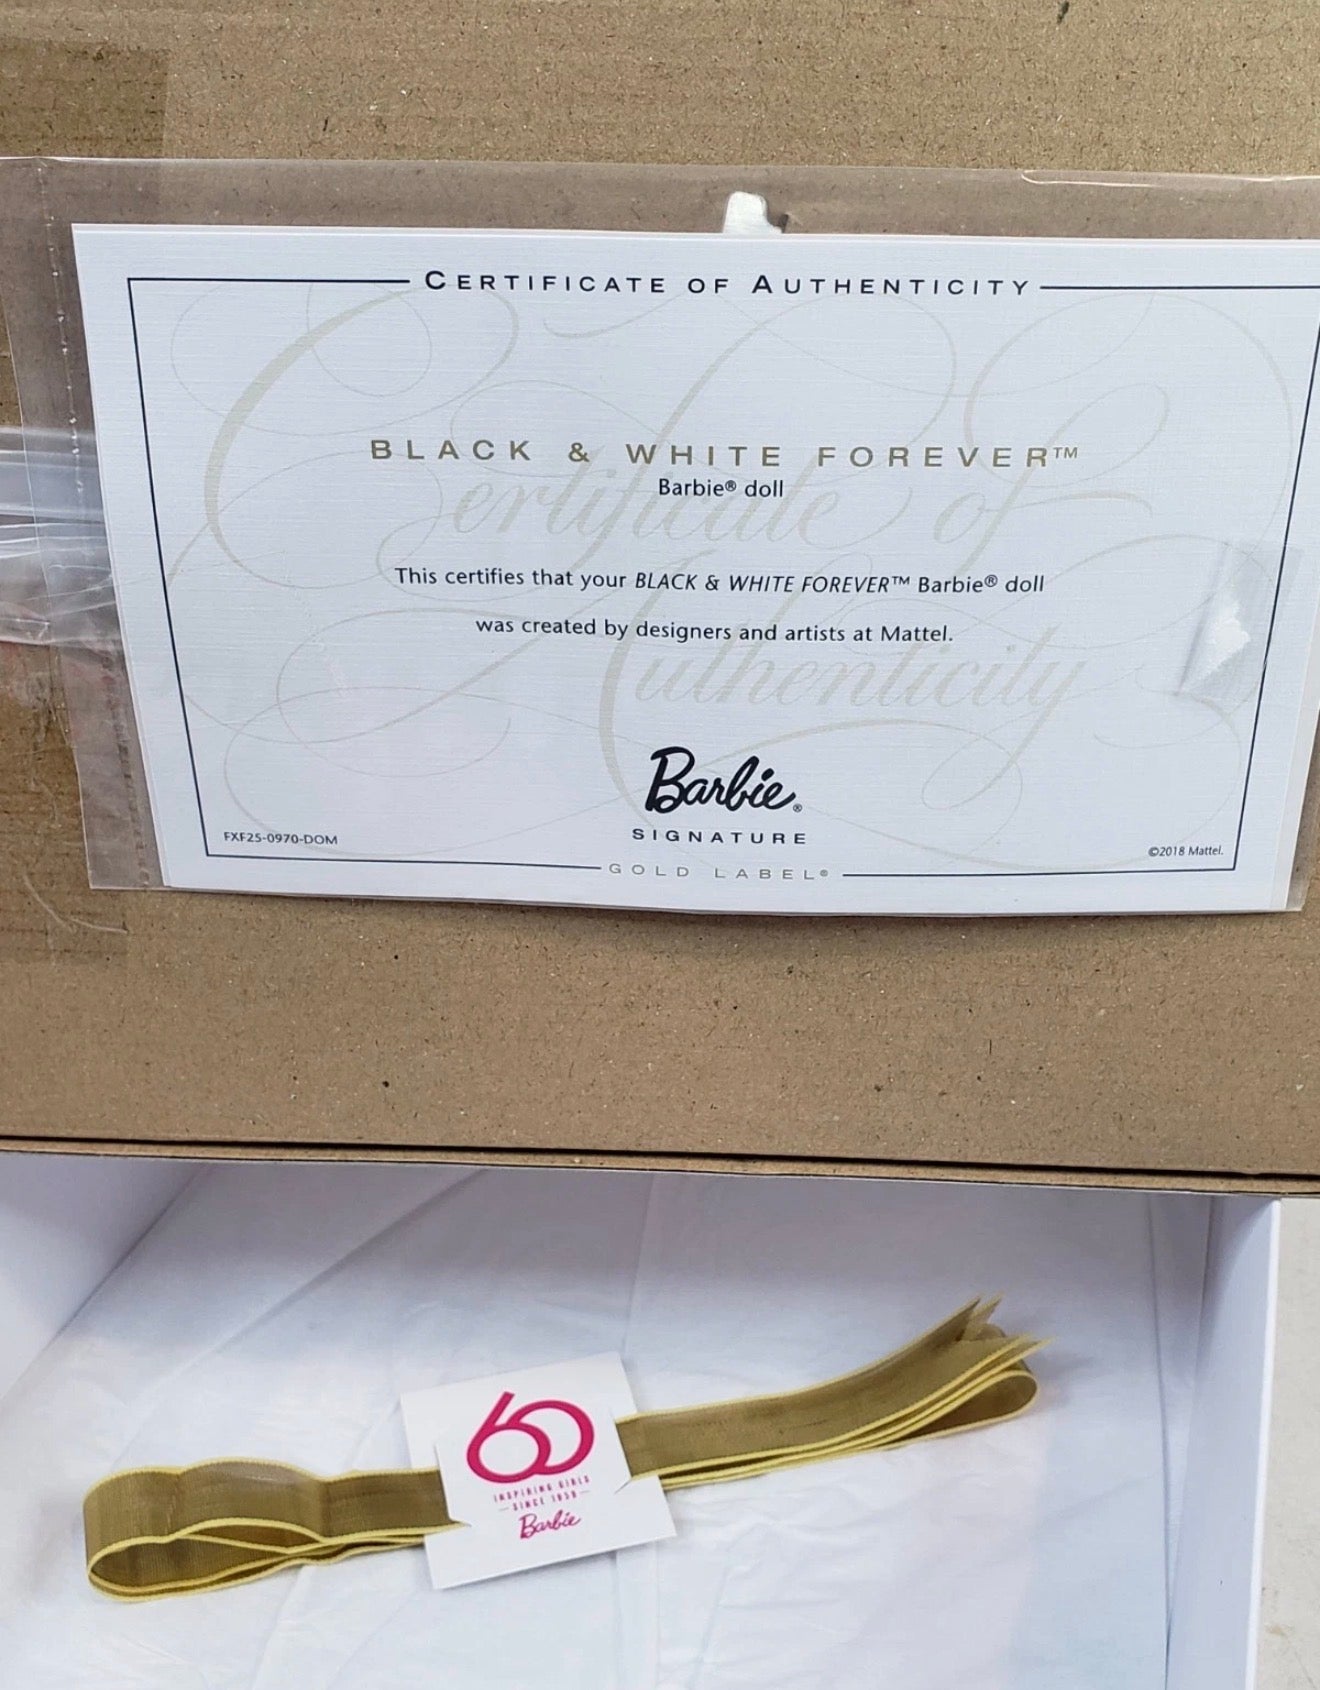 CERTIFICATE OF AUTHENTICITY
BLACK & WHITE FOREVER™
Barbie® doll
Certificate of
Authenticity
This certifies that your BLACK & WHITE FOREVER™ Barbie® doll
was created by designers and artists at Mattel.
Barbie®
SIGNATURE
FXF25-0970-DOM
©2018 Mattel.
GOLD LABEL®
60
INSPIRING GIRLS
SINCE 1959
Barbie